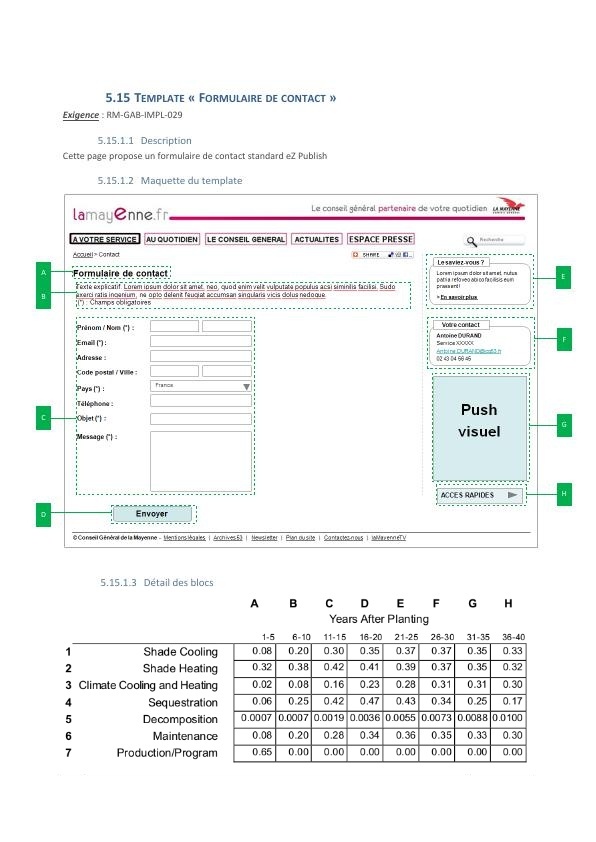 5.15 TEMPLATE « FORMULAIRE DE CONTACT »
Exigence : RM-GAB-IMPL-029
5.15.1.1 Description
Cette page propose un formulaire de contact standard eZ Publish
5.15.1.2 Maquette du template
lamayenne.fr
Le conseil général partenaire de votre quotidien
LA MAYENNE
A VOTRE SERVICE
AU QUOTIDIEN
LE CONSEIL GENERAL
ACTUALITES
ESPACE PRESSE
Recherche
Accueil > Contact
SHARE
A
Formulaire de contact
B
Texte explicatif. Lorem ipsum dolor sit amet, neo, quod enim velit vulputate populus acsi similis facilisi. Sudo
exerci ratis ingenium, ne opto delenit feugiat accumsan singularis vicis dolus nedoque.
(*) : Champs obligatoires
C
Prénom / Nom (*) :
Email (*) :
Adresse :
Code postal / Ville :
Pays (*) :
France
Téléphone :
Objet (*) :
Message (*) :
D
Envoyer
Le saviez-vous ?
Lorem ipsum dolor sit amet, nutus
patria refoveo abico facilisis eum
praesent!
> En savoir plus
E
Votre contact
Antoine DURAND
Service XXXXX
Antoine.DURAND@cg53.fr
02 43 04 56 45
F
Push
visuel
G
ACCES RAPIDES
H
© Conseil Général de la Mayenne - Mentions légales | Archives 53 | Newsletter | Plan du site | Contactez-nous | laMayenneTV
5.15.1.3 Détail des blocs
A B C D E F G H
Years After Planting
1-5 6-10 11-15 16-20 21-25 26-30 31-35 36-40
1 Shade Cooling 0.08 0.20 0.30 0.35 0.37 0.37 0.35 0.33
2 Shade Heating 0.32 0.38 0.42 0.41 0.39 0.37 0.35 0.32
3 Climate Cooling and Heating 0.02 0.08 0.16 0.23 0.28 0.31 0.31 0.30
4 Sequestration 0.06 0.25 0.42 0.47 0.43 0.34 0.25 0.17
5 Decomposition 0.0007 0.0007 0.0019 0.0036 0.0055 0.0073 0.0088 0.0100
6 Maintenance 0.08 0.20 0.28 0.34 0.36 0.35 0.33 0.30
7 Production/Program 0.65 0.00 0.00 0.00 0.00 0.00 0.00 0.00